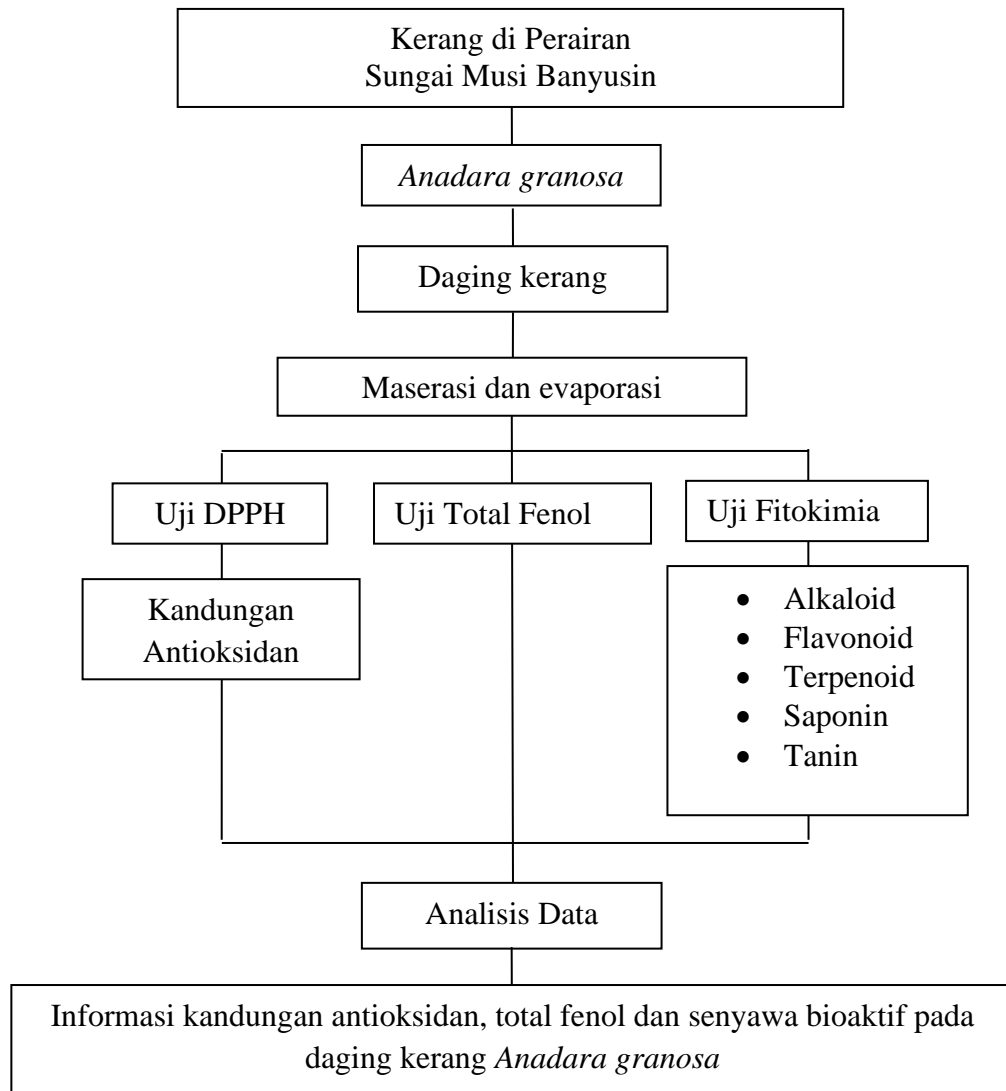 Kerang di Perairan
Sungai Musi Banyusin
Anadara granosa
Daging kerang
Maserasi dan evaporasi
Uji DPPH
Uji Total Fenol
Uji Fitokimia
Kandungan
Antioksidan
• Alkaloid
• Flavonoid
• Terpenoid
• Saponin
• Tanin
Analisis Data
Informasi kandungan antioksidan, total fenol dan senyawa bioaktif pada
daging kerang Anadara granosa